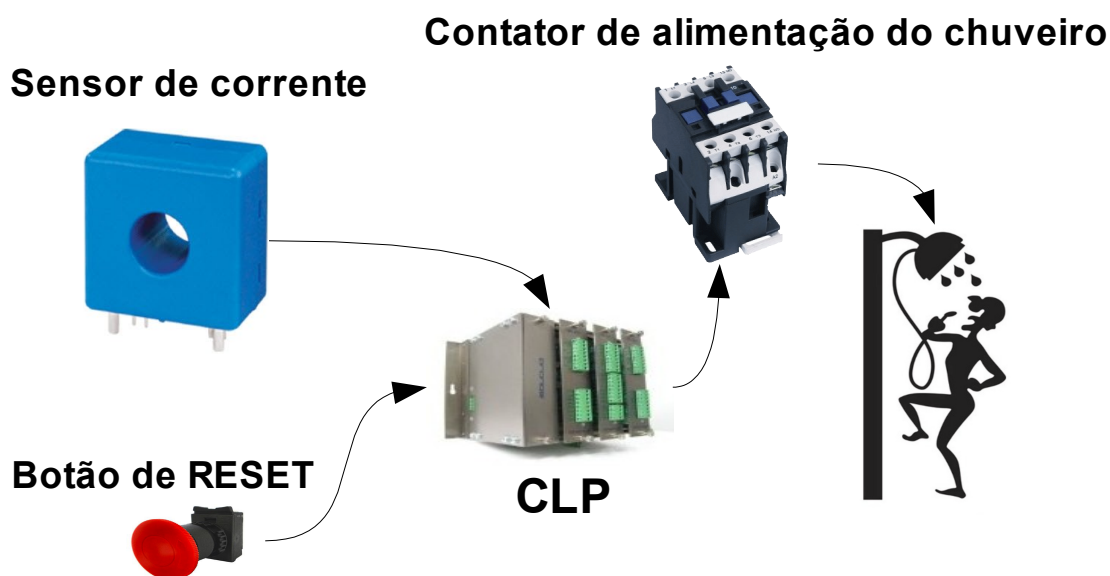 Contator de alimentação do chuveiro
Sensor de corrente
Botão de RESET
CLP